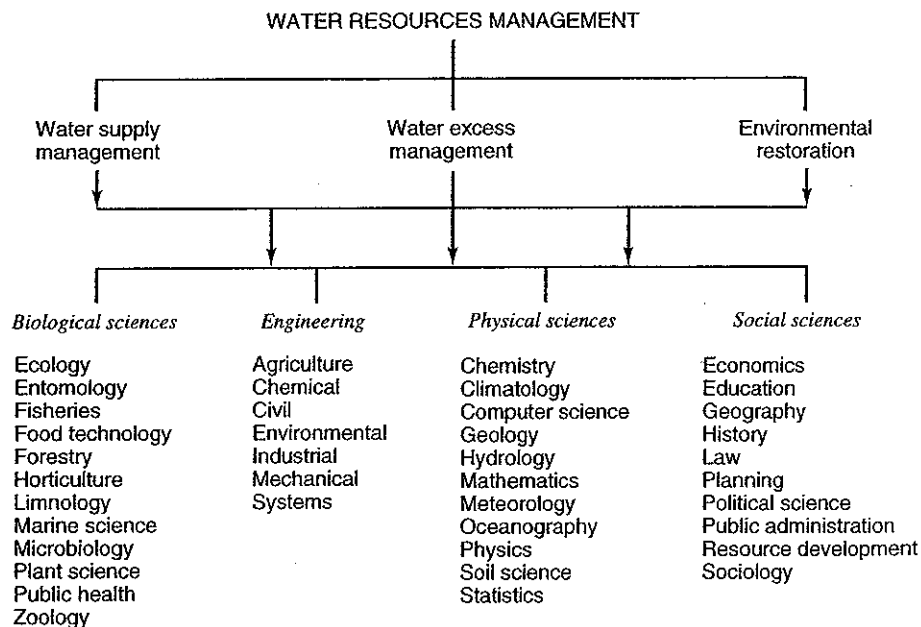 WATER RESOURCES MANAGEMENT
Water supply
management
Water excess
management
Environmental
restoration
Biological sciences
Ecology
Entomology
Fisheries
Food technology
Forestry
Horticulture
Limnology
Marine science
Microbiology
Plant science
Public health
Zoology
Engineering
Agriculture
Chemical
Civil
Environmental
Industrial
Mechanical
Systems
Physical sciences
Chemistry
Climatology
Computer science
Geology
Hydrology
Mathematics
Meteorology
Oceanography
Physics
Soil science
Statistics
Social sciences
Economics
Education
Geography
History
Law
Planning
Political science
Public administration
Resource development
Sociology